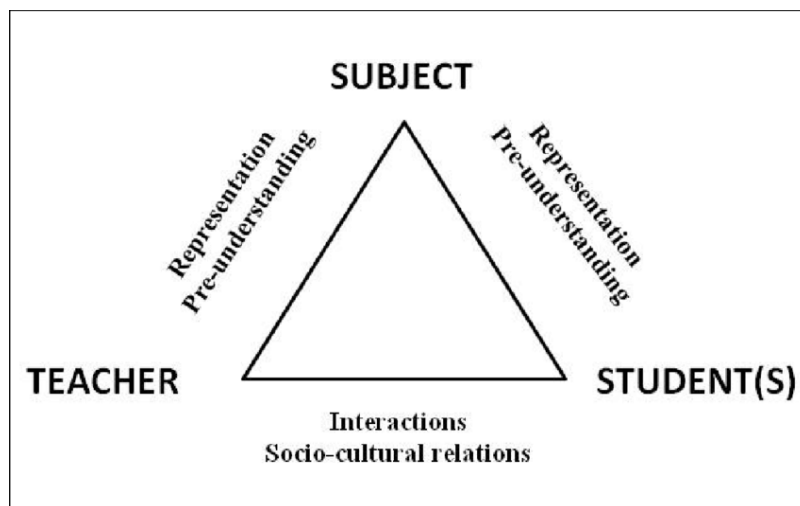 SUBJECT
Representation
Pre-understanding
Representation
Pre-understanding
TEACHER
STUDENT(S)
Interactions
Socio-cultural relations